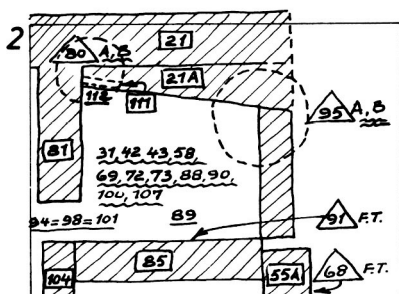 2
21
80 A, B
21A
112 111
95 A, B
81
31, 42 43, 58,
69, 72, 73, 88, 90,
100, 107
94=98=101
89
91 F.T.
85
104
55A
68 F.T.